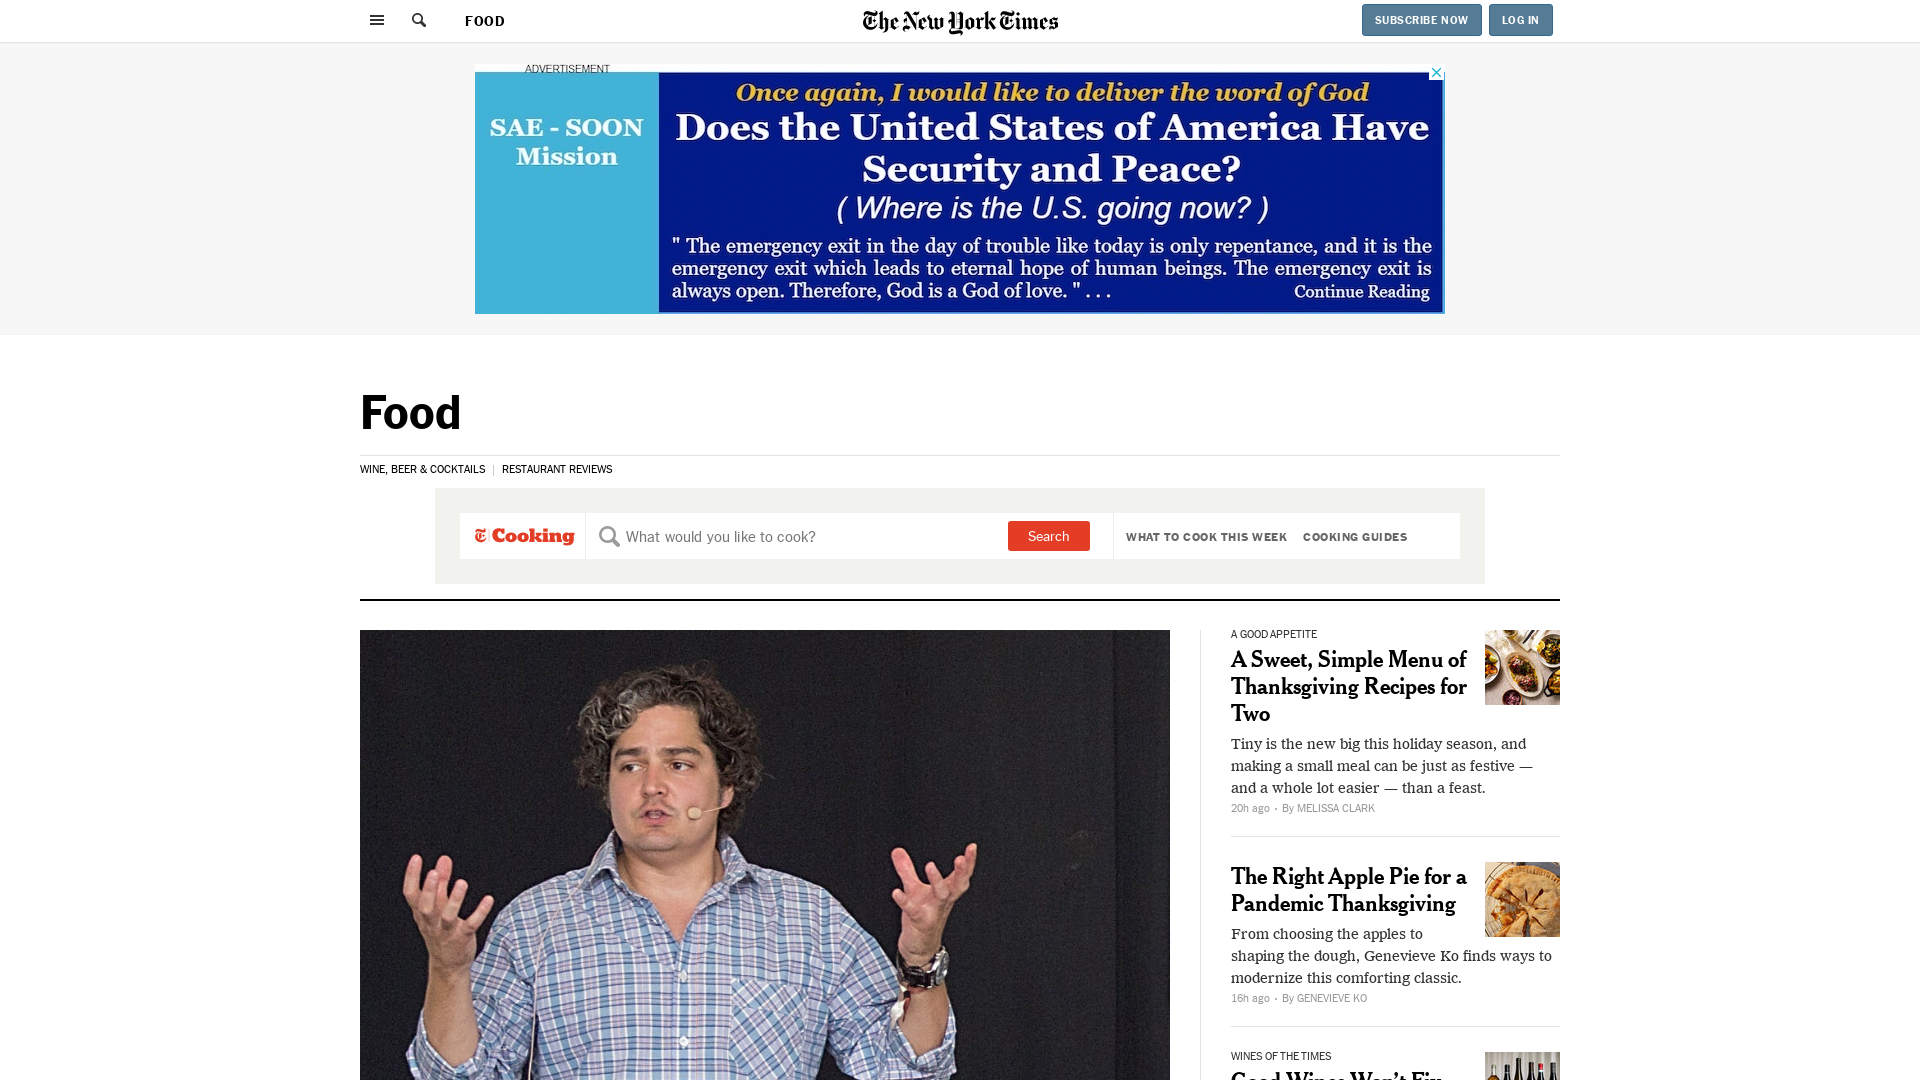 FOOD
The New York Times
SUBSCRIBE NOW
LOG IN
ADVERTISEMENT
SAE - SOON
Mission
Once again, I would like to deliver the word of God
Does the United States of America Have
Security and Peace?
( Where is the U.S. going now? )
" The emergency exit in the day of trouble like today is only repentance, and it is the
emergency exit which leads to eternal hope of human beings. The emergency exit is
always open. Therefore, God is a God of love. " . . .
Continue Reading
Food
WINE, BEER & COCKTAILS
RESTAURANT REVIEWS
T Cooking
What would you like to cook?
Search
WHAT TO COOK THIS WEEK
COOKING GUIDES
A GOOD APPETITE
A Sweet, Simple Menu of
Thanksgiving Recipes for
Two
Tiny is the new big this holiday season, and
making a small meal can be just as festive —
and a whole lot easier — than a feast.
20h ago • By MELISSA CLARK
The Right Apple Pie for a
Pandemic Thanksgiving
From choosing the apples to
shaping the dough, Genevieve Ko finds ways to
modernize this comforting classic.
16h ago • By GENEVIEVE KO
WINES OF THE TIMES
Good Wines Won't Fix